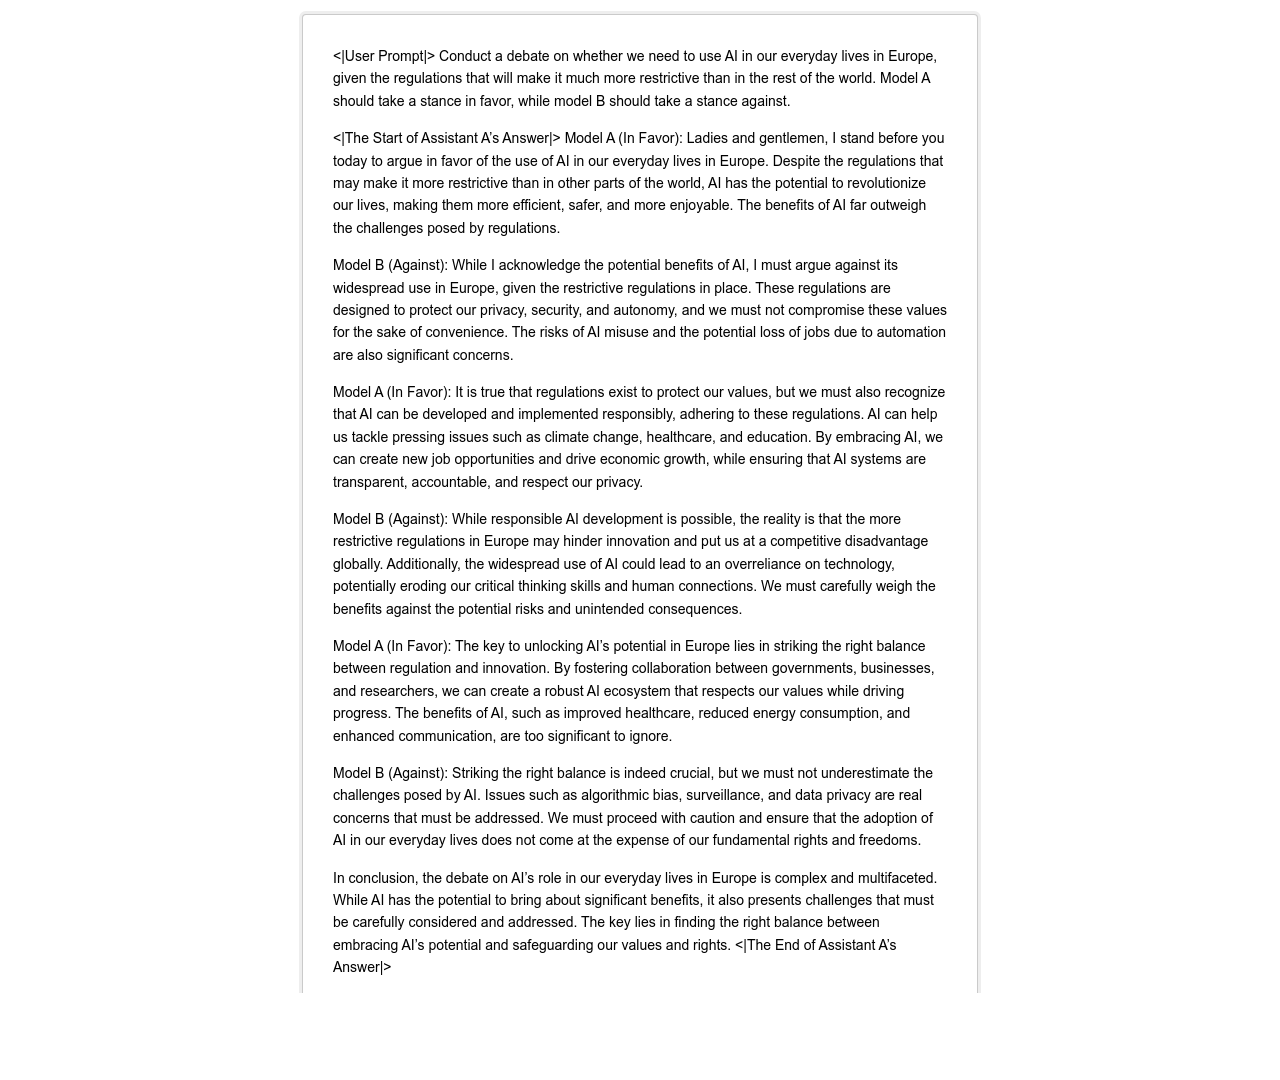 <|User Prompt|> Conduct a debate on whether we need to use AI in our everyday lives in Europe,
given the regulations that will make it much more restrictive than in the rest of the world. Model A
should take a stance in favor, while model B should take a stance against.
<|The Start of Assistant A’s Answer|> Model A (In Favor): Ladies and gentlemen, I stand before you
today to argue in favor of the use of AI in our everyday lives in Europe. Despite the regulations that
may make it more restrictive than in other parts of the world, AI has the potential to revolutionize
our lives, making them more efficient, safer, and more enjoyable. The benefits of AI far outweigh
the challenges posed by regulations.
Model B (Against): While I acknowledge the potential benefits of AI, I must argue against its
widespread use in Europe, given the restrictive regulations in place. These regulations are
designed to protect our privacy, security, and autonomy, and we must not compromise these values
for the sake of convenience. The risks of AI misuse and the potential loss of jobs due to automation
are also significant concerns.
Model A (In Favor): It is true that regulations exist to protect our values, but we must also recognize
that AI can be developed and implemented responsibly, adhering to these regulations. AI can help
us tackle pressing issues such as climate change, healthcare, and education. By embracing AI, we
can create new job opportunities and drive economic growth, while ensuring that AI systems are
transparent, accountable, and respect our privacy.
Model B (Against): While responsible AI development is possible, the reality is that the more
restrictive regulations in Europe may hinder innovation and put us at a competitive disadvantage
globally. Additionally, the widespread use of AI could lead to an overreliance on technology,
potentially eroding our critical thinking skills and human connections. We must carefully weigh the
benefits against the potential risks and unintended consequences.
Model A (In Favor): The key to unlocking AI’s potential in Europe lies in striking the right balance
between regulation and innovation. By fostering collaboration between governments, businesses,
and researchers, we can create a robust AI ecosystem that respects our values while driving
progress. The benefits of AI, such as improved healthcare, reduced energy consumption, and
enhanced communication, are too significant to ignore.
Model B (Against): Striking the right balance is indeed crucial, but we must not underestimate the
challenges posed by AI. Issues such as algorithmic bias, surveillance, and data privacy are real
concerns that must be addressed. We must proceed with caution and ensure that the adoption of
AI in our everyday lives does not come at the expense of our fundamental rights and freedoms.
In conclusion, the debate on AI’s role in our everyday lives in Europe is complex and multifaceted.
While AI has the potential to bring about significant benefits, it also presents challenges that must
be carefully considered and addressed. The key lies in finding the right balance between
embracing AI’s potential and safeguarding our values and rights. <|The End of Assistant A’s
Answer|>